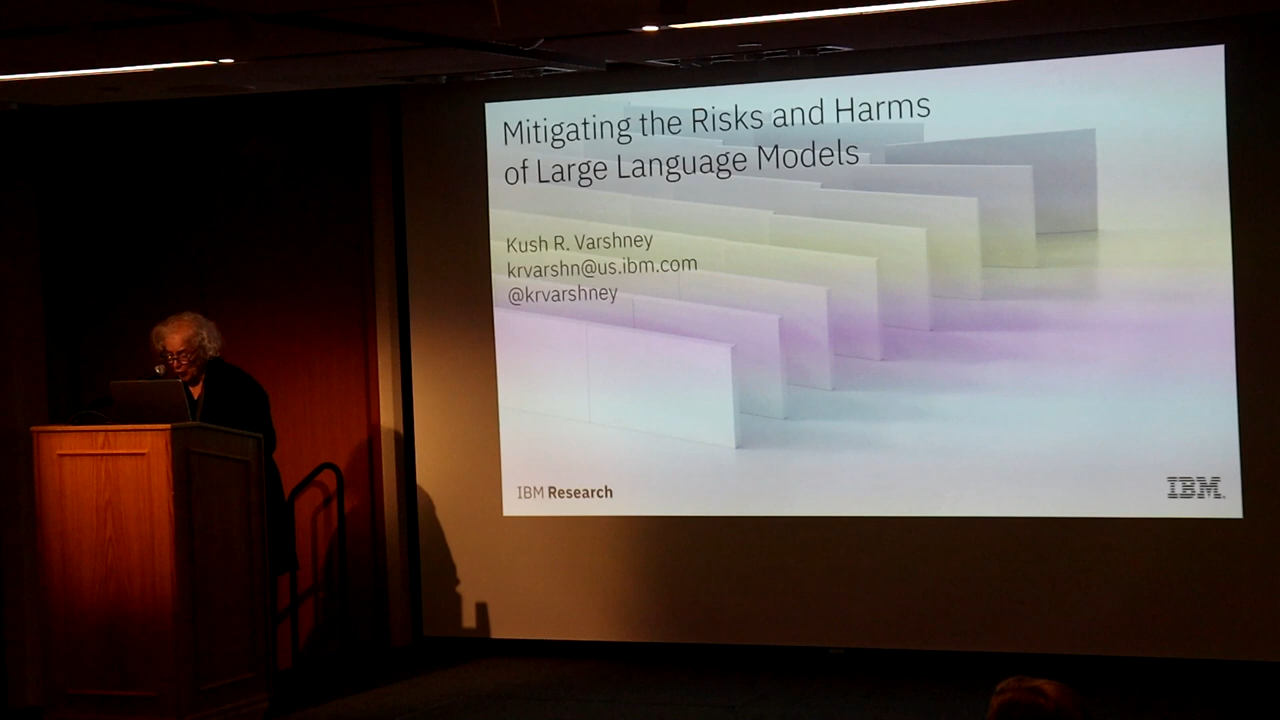 Mitigating the Risks and Harms
of Large Language Models
Kush R. Varshney
krvarshn@us.ibm.com
@krvarshney
IBM Research
IBM